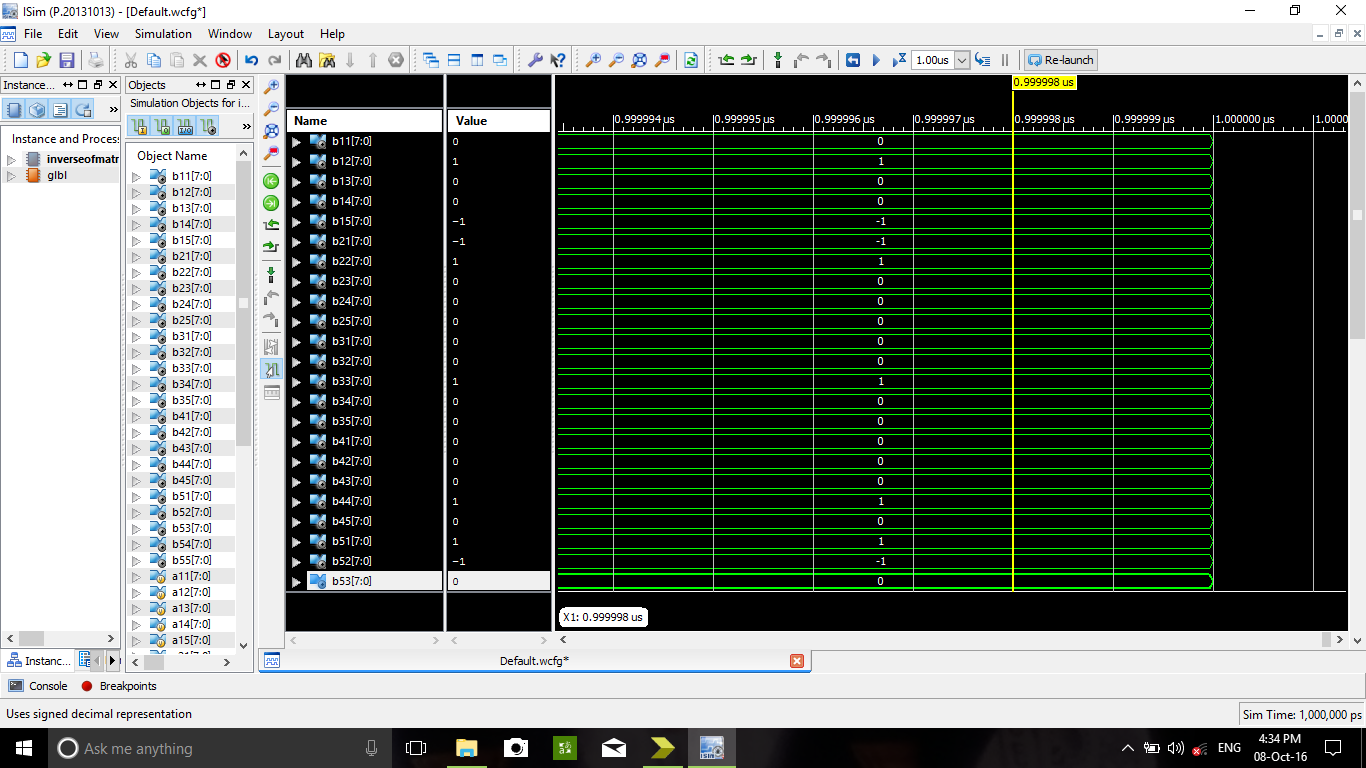 ISim (P.20131013) - [Default.wcfg*]
File Edit View Simulation Window Layout Help
1.00us Re-launch
Instance... Objects
Simulation Objects for i...
Instance and Proces
inverseofmatr
glbl
Object Name
b11[7:0]
b12[7:0]
b13[7:0]
b14[7:0]
b15[7:0]
b21[7:0]
b22[7:0]
b23[7:0]
b24[7:0]
b25[7:0]
b31[7:0]
b32[7:0]
b33[7:0]
b34[7:0]
b35[7:0]
b41[7:0]
b42[7:0]
b43[7:0]
b44[7:0]
b45[7:0]
b51[7:0]
b52[7:0]
b53[7:0]
b54[7:0]
b55[7:0]
a11[7:0]
a12[7:0]
a13[7:0]
a14[7:0]
a15[7:0]
0.999998 us
Name Value
0.999994 us 0.999995 us 0.999996 us 0.999997 us 0.999998 us 0.999999 us 1.000000 us 1.0000
b11[7:0] 0 0
b12[7:0] 1 1
b13[7:0] 0 0
b14[7:0] 0 0
b15[7:0] -1 -1
b21[7:0] -1 -1
b22[7:0] 1 1
b23[7:0] 0 0
b24[7:0] 0 0
b25[7:0] 0 0
b31[7:0] 0 0
b32[7:0] 0 0
b33[7:0] 1 1
b34[7:0] 0 0
b35[7:0] 0 0
b41[7:0] 0 0
b42[7:0] 0 0
b43[7:0] 0 0
b44[7:0] 1 1
b45[7:0] 0 0
b51[7:0] 1 1
b52[7:0] -1 -1
b53[7:0] 0 0
X1: 0.999998 us
Instanc...
Default.wcfg*
Console Breakpoints
Uses signed decimal representation
Sim Time: 1,000,000 ps
Ask me anything
ENG
4:34 PM
08-Oct-16